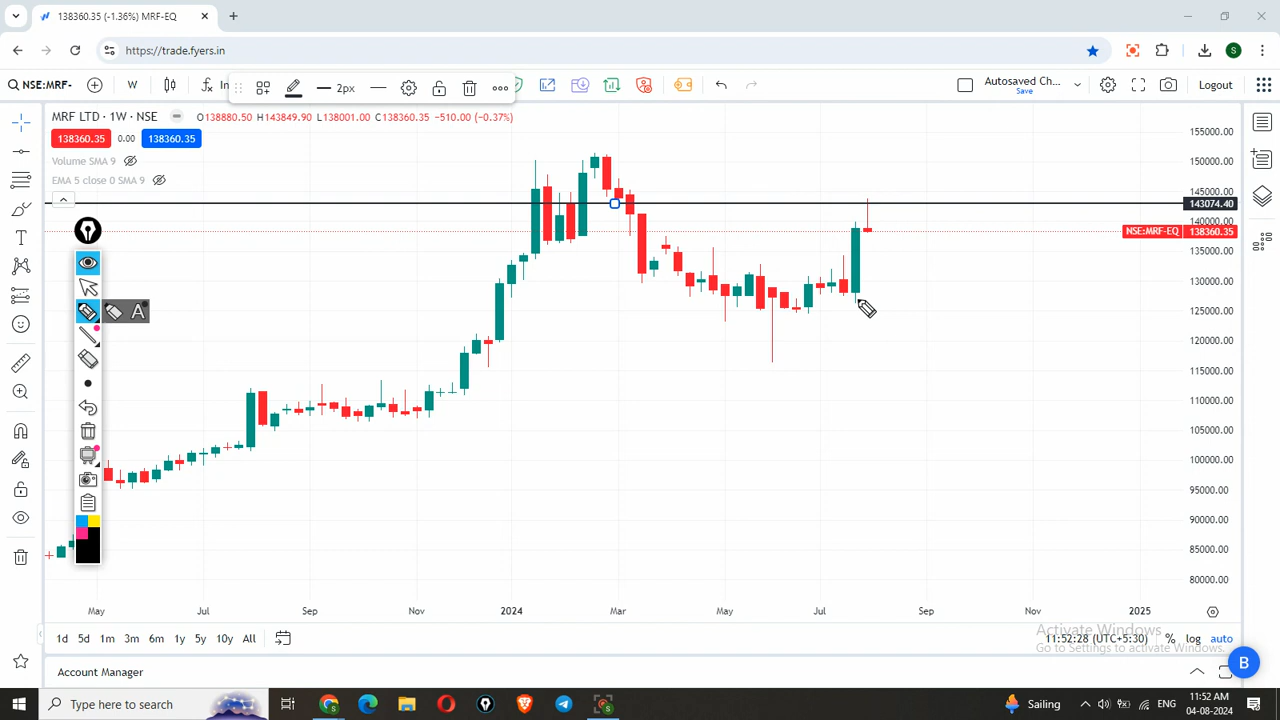 138360.35 (-1.36%) MRF-EQ
https://trade.fyers.in
NSE:MRF- W In 2px Autosaved Ch... Save Logout
MRF LTD · 1W · NSE O138880.50 H143849.90 L138001.00 C138360.35 -510.00 (-0.37%)
138360.35 0.00 138360.35
Volume SMA 9
EMA 5 close 0 SMA 9
155000.00
150000.00
145000.00
143074.40
140000.00
NSE:MRF-EQ 138360.35
135000.00
130000.00
125000.00
120000.00
115000.00
110000.00
105000.00
100000.00
95000.00
90000.00
85000.00
80000.00
A
May Jul Sep Nov 2024 Mar May Jul Sep Nov 2025
1d 5d 1m 3m 6m 1y 5y 10y All 11:52:28 (UTC+5:30) % log auto
Activate Windows
Go to Settings to activate Windows.
B
Account Manager
Type here to search Sailing ENG 11:52 AM
04-08-2024